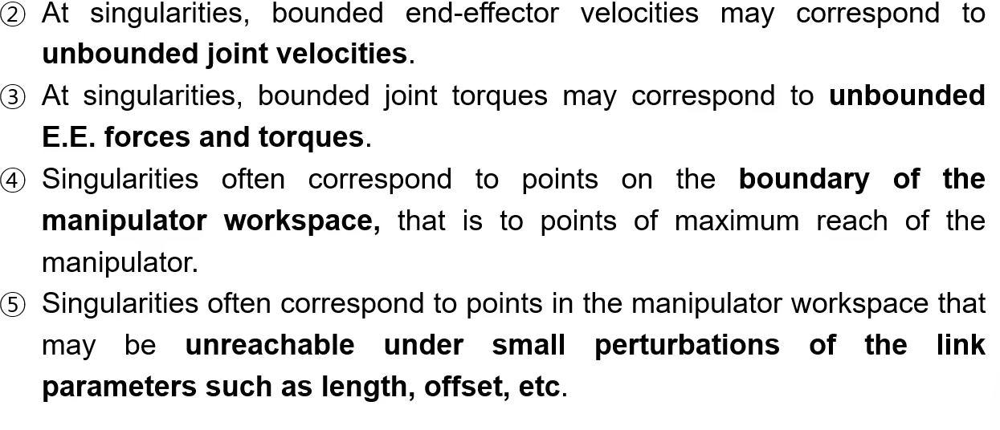 ② At singularities, bounded end-effector velocities may correspond to
unbounded joint velocities.
③ At singularities, bounded joint torques may correspond to unbounded
E.E. forces and torques.
④ Singularities often correspond to points on the boundary of the
manipulator workspace, that is to points of maximum reach of the
manipulator.
⑤ Singularities often correspond to points in the manipulator workspace that
may be unreachable under small perturbations of the link
parameters such as length, offset, etc.